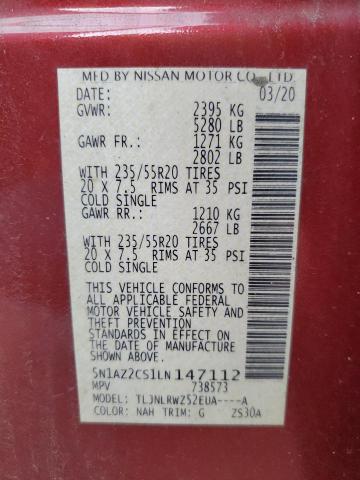 MFD BY NISSAN MOTOR CO., LTD.
DATE: 03/20
GVWR: 2395 KG
5280 LB
GAWR FR.: 1271 KG
2802 LB
WITH 235/55R20 TIRES
20 X 7.5 RIMS AT 35 PSI
COLD SINGLE
GAWR RR.: 1210 KG
2667 LB
WITH 235/55R20 TIRES
20 X 7.5 RIMS AT 35 PSI
COLD SINGLE
THIS VEHICLE CONFORMS TO
ALL APPLICABLE FEDERAL
MOTOR VEHICLE SAFETY
STANDARDS IN EFFECT ON
THE DATE OF MANUFACTURE
SHOWN ABOVE.
5N1AZ2CS1LN147112
MPV 738573
MODEL: TLJNLRWZ52EUA----A
COLOR: NAH TRIM: G ZS30A